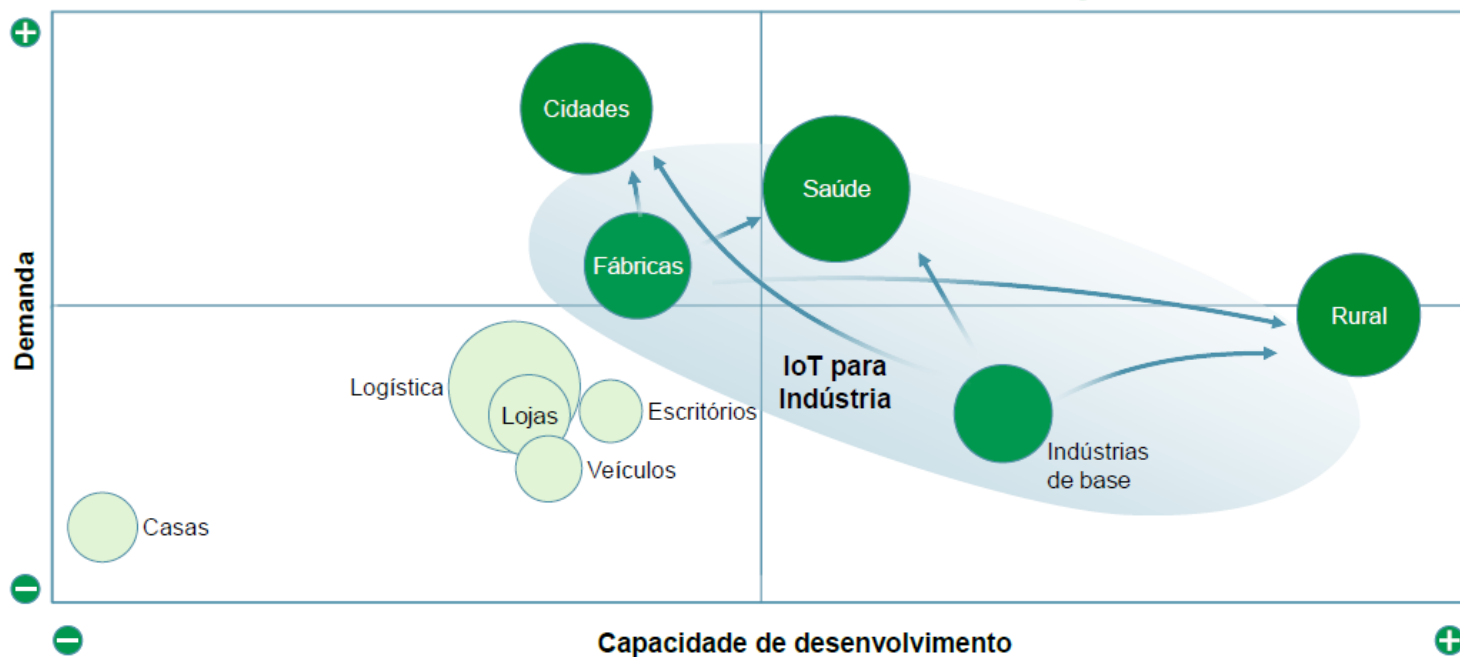 Cidades
Saúde
Fábricas
Demanda
Rural
IoT para
Indústria
Logística
Lojas
Escritórios
Veículos
Indústrias
de base
Casas
Capacidade de desenvolvimento